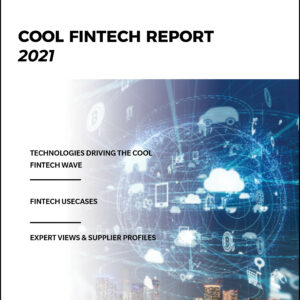 COOL FINTECH REPORT
2021
TECHNOLOGIES DRIVING THE COOL
FINTECH WAVE
FINTECH USECASES
EXPERT VIEWS & SUPPLIER PROFILES